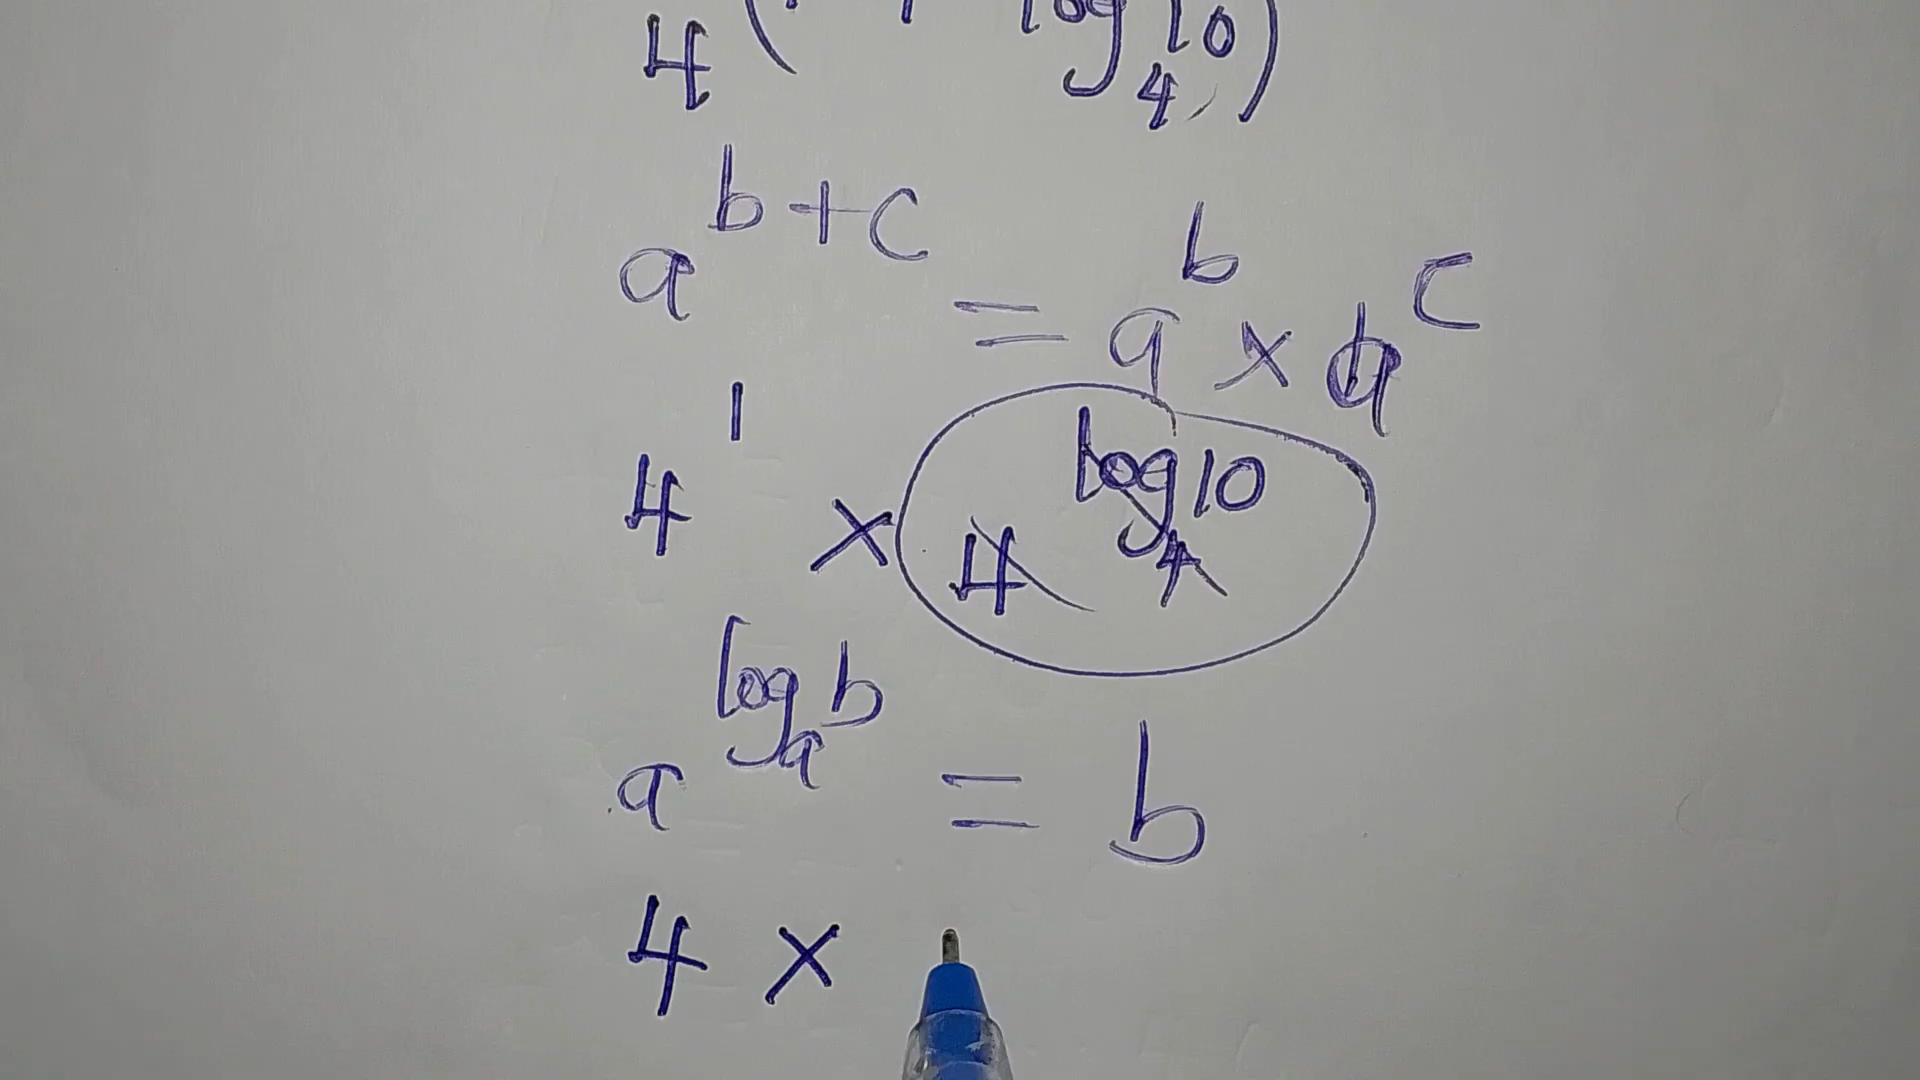 4^(1 + log_4 10)
a^(b+c) = a^b × a^c
4^1 × 4^(log_4 10)
a^(log_a b) = b
4 ×